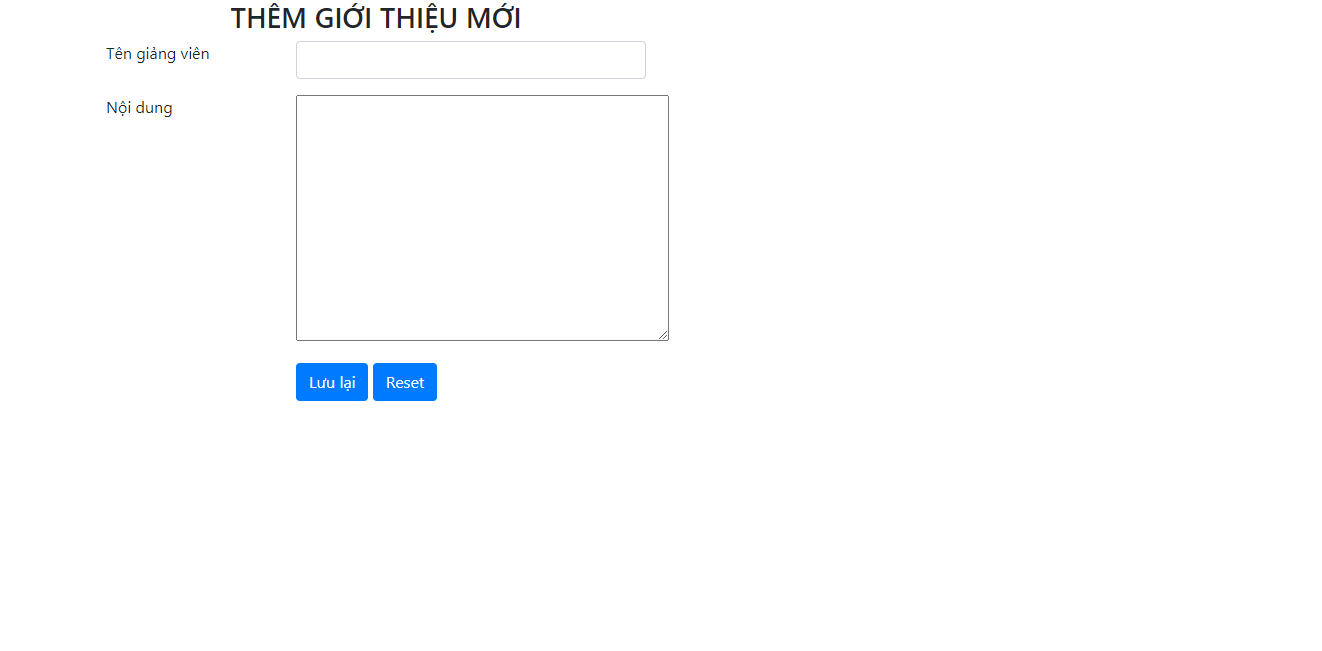 THÊM GIỚI THIỆU MỚI
Tên giảng viên
Nội dung
Lưu lại Reset